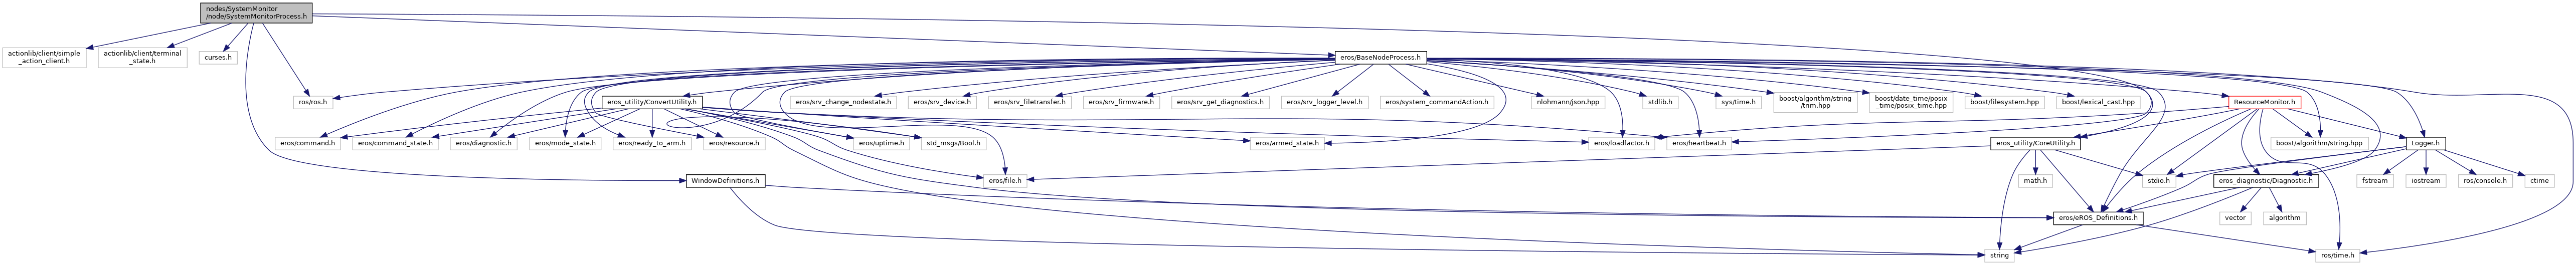 nodes/SystemMonitor
/node/SystemMonitorProcess.h
actionlib/client/simple
_action_client.h
actionlib/client/terminal
_state.h
curses.h
eros/BaseNodeProcess.h
ros/ros.h
eros_utility/ConvertUtility.h
eros/srv_change_nodestate.h
eros/srv_device.h
eros/srv_filetransfer.h
eros/srv_firmware.h
eros/srv_get_diagnostics.h
eros/srv_logger_level.h
eros/system_commandAction.h
nlohmann/json.hpp
stdlib.h
sys/time.h
boost/algorithm/string
/trim.hpp
boost/date_time/posix
_time/posix_time.hpp
boost/filesystem.hpp
boost/lexical_cast.hpp
ResourceMonitor.h
eros/command.h
eros/command_state.h
eros/diagnostic.h
eros/mode_state.h
eros/ready_to_arm.h
eros/resource.h
eros/uptime.h
std_msgs/Bool.h
eros/armed_state.h
eros/loadfactor.h
eros/heartbeat.h
eros_utility/CoreUtility.h
boost/algorithm/string.hpp
Logger.h
WindowDefinitions.h
eros/file.h
math.h
stdio.h
eros_diagnostic/Diagnostic.h
fstream
iostream
ros/console.h
ctime
eros/eROS_Definitions.h
vector
algorithm
string
ros/time.h